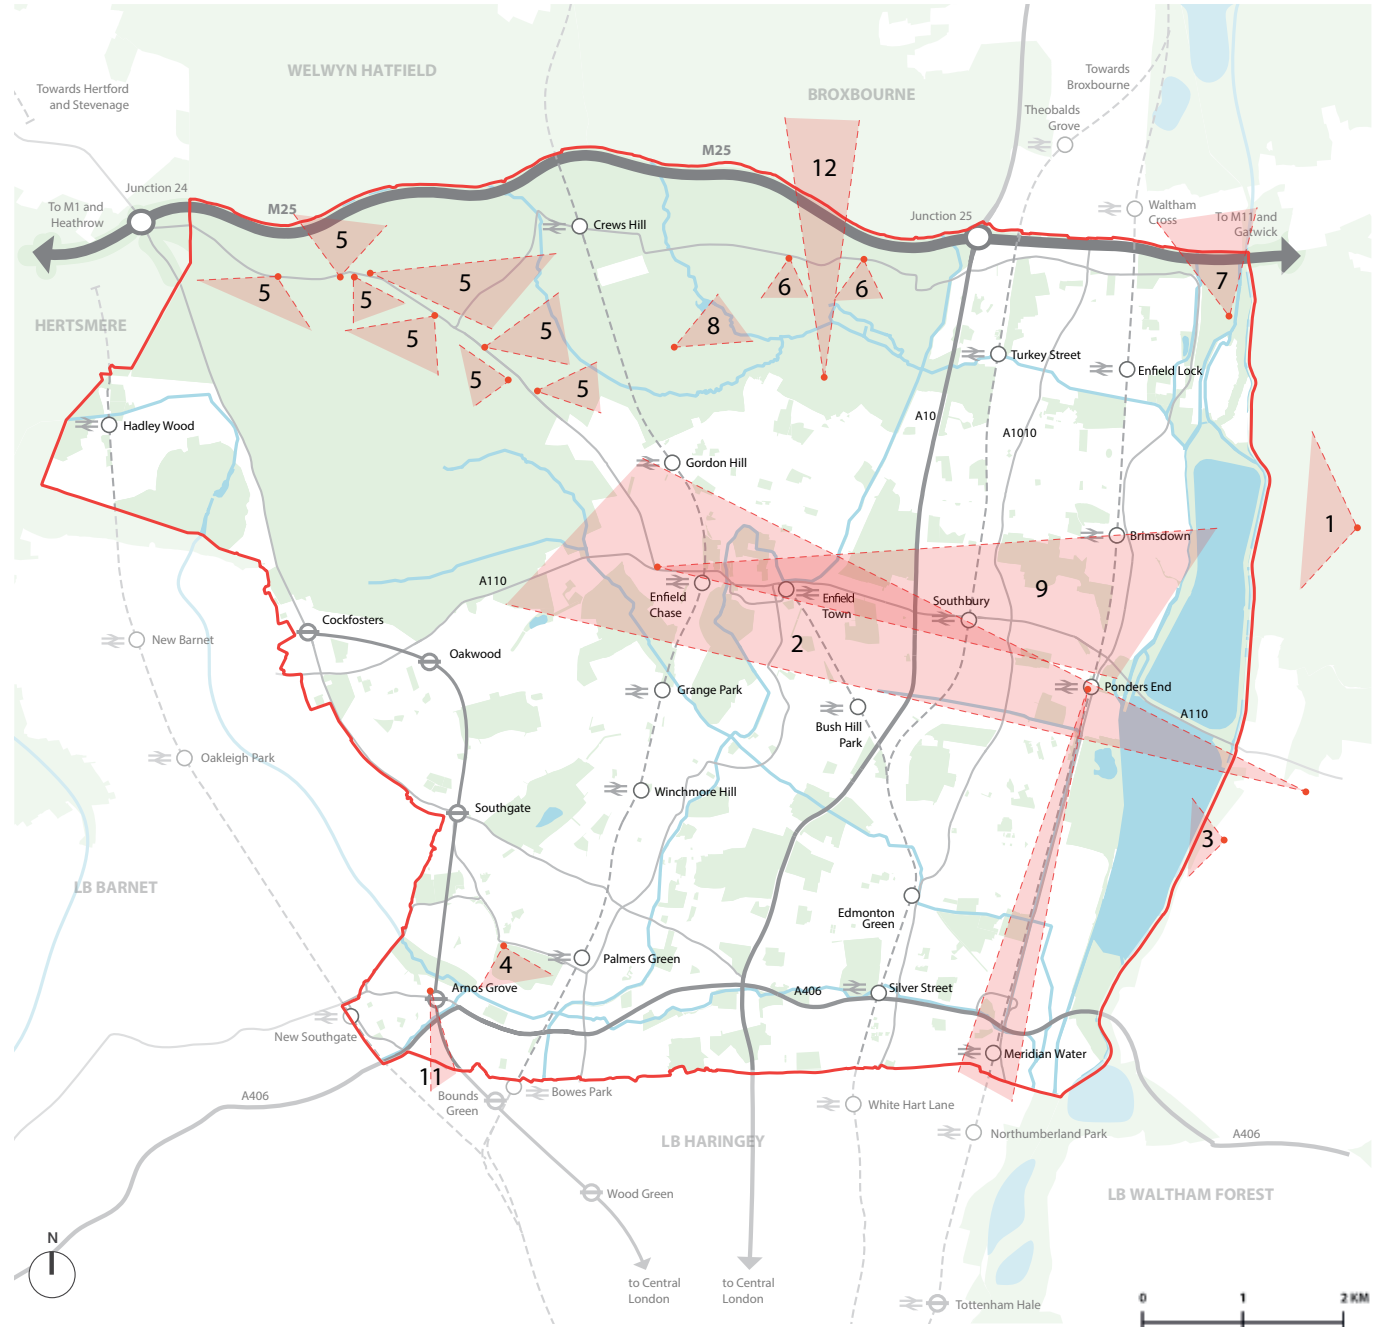 WELWYN HATFIELD
Towards
Broxbourne
Towards Hertford
and Stevenage
BROXBOURNE
Theobalds
Grove
M25
12
Junction 24
To M1 and
Heathrow
M25
Waltham
Cross
Junction 25
To M11 and
Gatwick
Crews Hill
5
5
5
5
5
5
5
5
6
6
7
8
HERTSMERE
Turkey Street
Enfield Lock
Hadley Wood
A10
A1010
Gordon Hill
1
Brimsdown
A110
Enfield
Chase
Enfield
Town
Southbury
9
2
Cockfosters
New Barnet
Oakwood
Grange Park
Ponders End
A110
Bush Hill
Park
Oakleigh Park
Winchmore Hill
Southgate
3
LB BARNET
Edmonton
Green
4
Palmers Green
Arnos Grove
A406
Silver Street
New Southgate
Meridian Water
11
A406
Bounds
Green
Bowes Park
White Hart Lane
LB HARINGEY
Northumberland Park
A406
Wood Green
LB WALTHAM FOREST
N
to Central
London
to Central
London
Tottenham Hale
0 1 2 KM